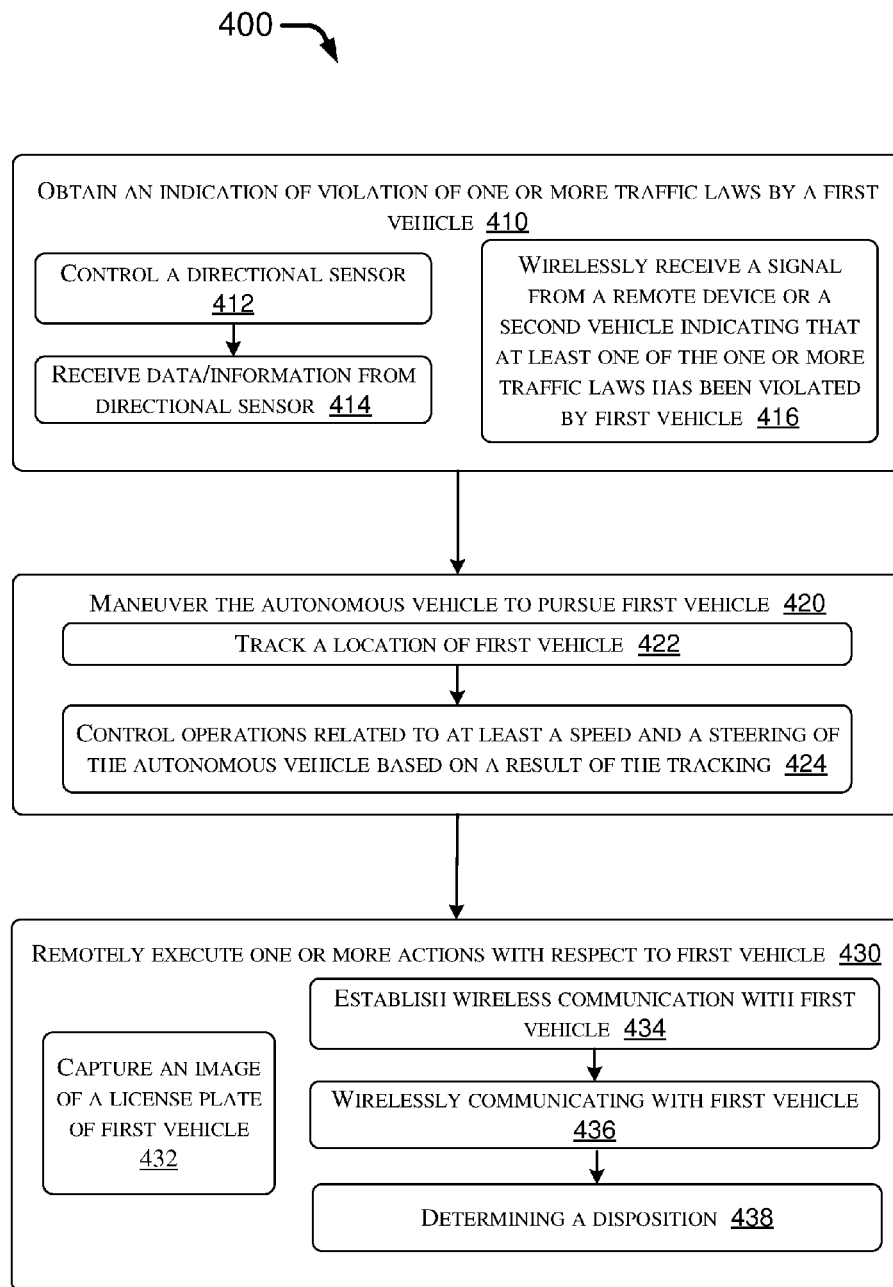 400
OBTAIN AN INDICATION OF VIOLATION OF ONE OR MORE TRAFFIC LAWS BY A FIRST
VEHICLE 410
CONTROL A DIRECTIONAL SENSOR
412
RECEIVE DATA/INFORMATION FROM
DIRECTIONAL SENSOR 414
WIRELESSLY RECEIVE A SIGNAL
FROM A REMOTE DEVICE OR A
SECOND VEHICLE INDICATING THAT
AT LEAST ONE OF THE ONE OR MORE
TRAFFIC LAWS HAS BEEN VIOLATED
BY FIRST VEHICLE 416
MANEUVER THE AUTONOMOUS VEHICLE TO PURSUE FIRST VEHICLE 420
TRACK A LOCATION OF FIRST VEHICLE 422
CONTROL OPERATIONS RELATED TO AT LEAST A SPEED AND A STEERING OF
THE AUTONOMOUS VEHICLE BASED ON A RESULT OF THE TRACKING 424
REMOTELY EXECUTE ONE OR MORE ACTIONS WITH RESPECT TO FIRST VEHICLE 430
CAPTURE AN IMAGE
OF A LICENSE PLATE
OF FIRST VEHICLE
432
ESTABLISH WIRELESS COMMUNICATION WITH FIRST
VEHICLE 434
WIRELESSLY COMMUNICATING WITH FIRST VEHICLE
436
DETERMINING A DISPOSITION 438